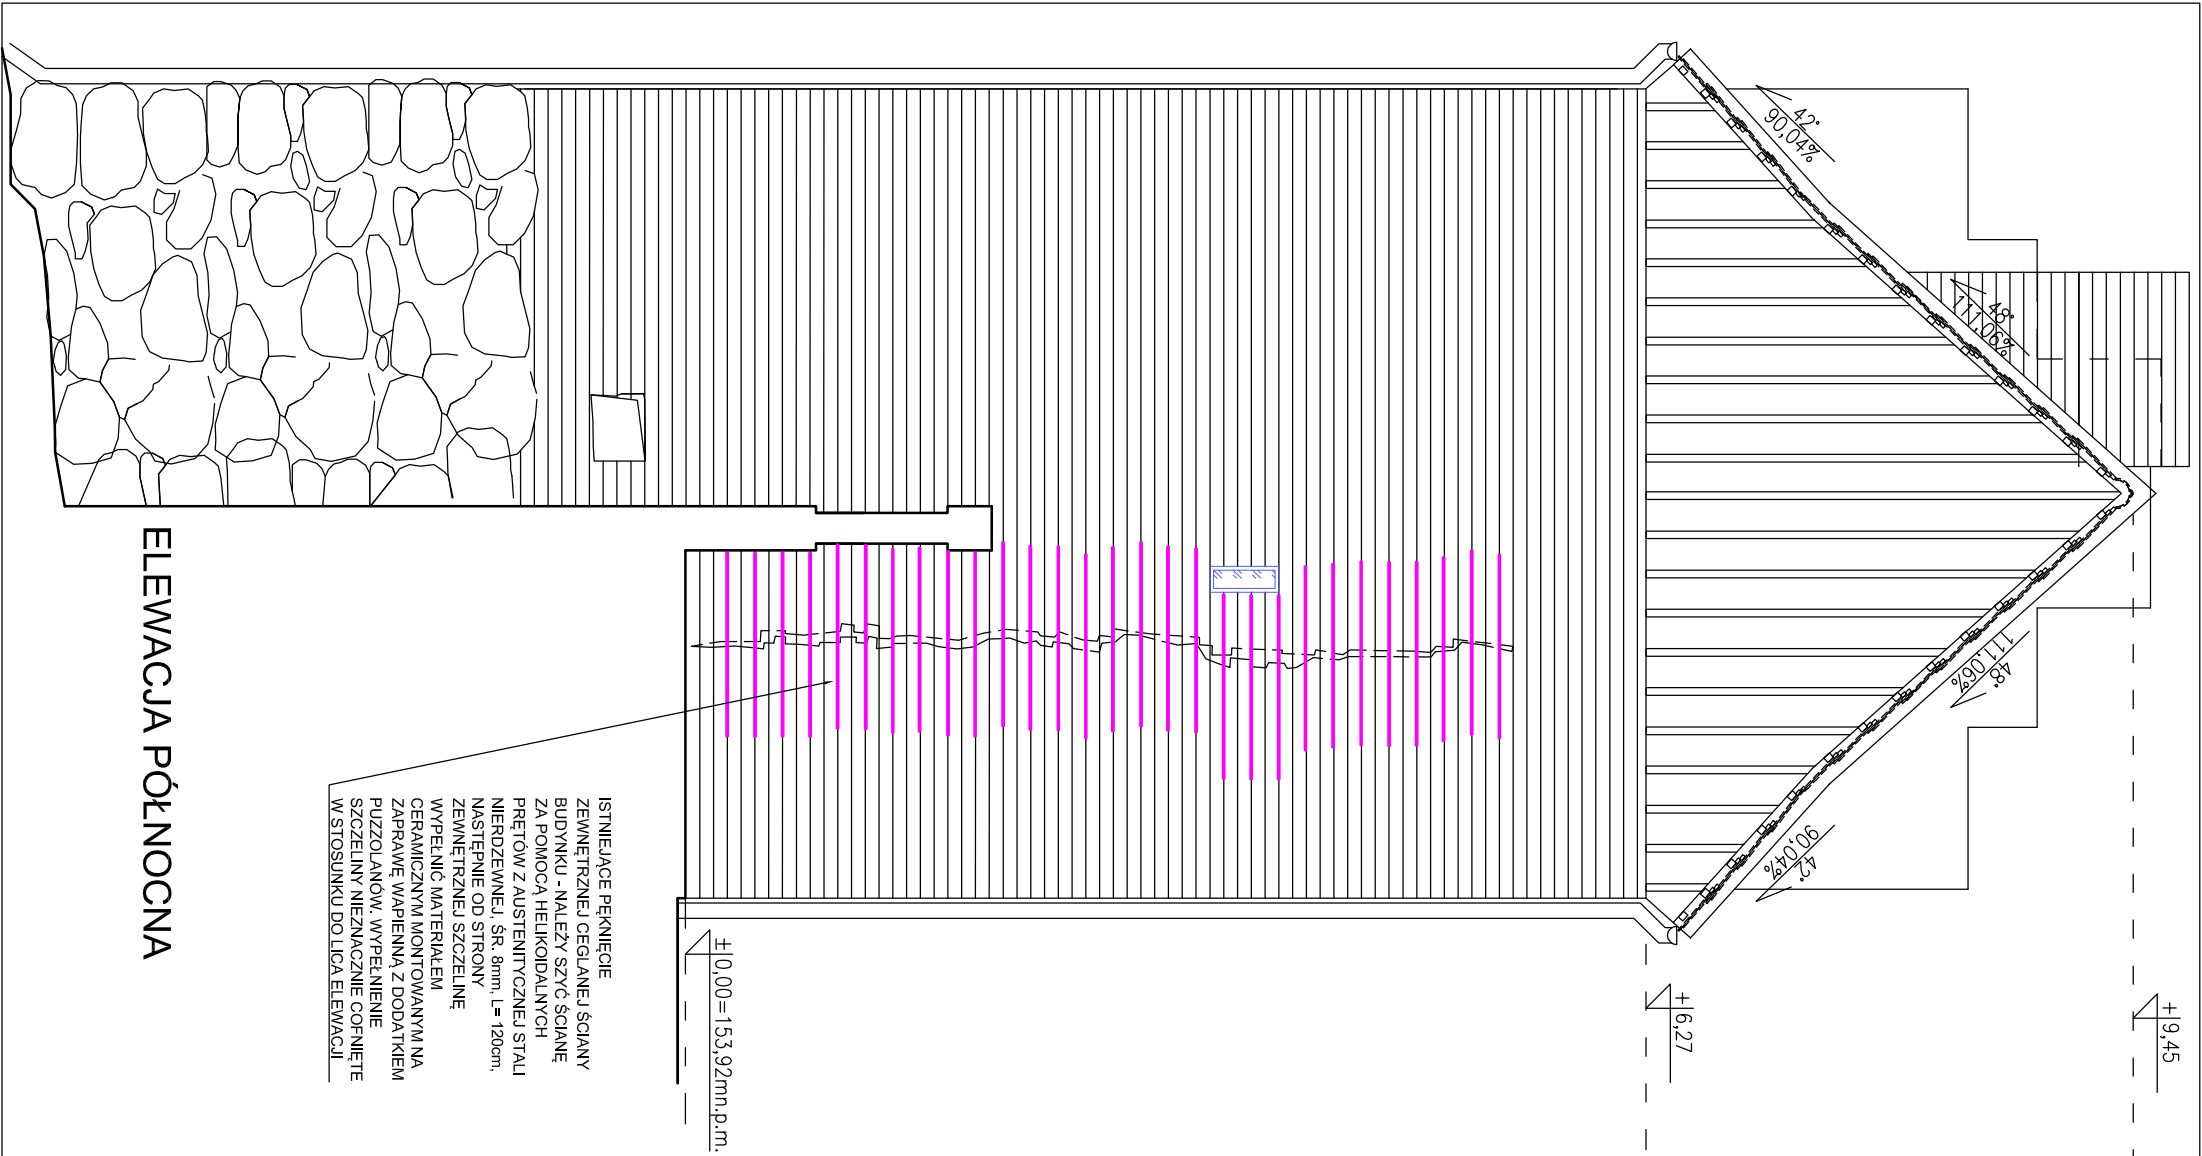 +9,45
+6,27
42°
90,04%
48°
111,06%
111,06%
48°
90,04%
42°
±0,00=153,92mn.p.m.
ISTNIEJĄCE PĘKNIĘCIE
ZEWNĘTRZNEJ CEGLANEJ ŚCIANY
BUDYNKU - NALEŻY SZYĆ ŚCIANĘ
ZA POMOCĄ HELIKOIDALNYCH
PRĘTÓW Z AUSTENITYCZNEJ STALI
NIERDZEWNEJ, ŚR. 8mm, L= 120cm,
NASTĘPNIE OD STRONY
ZEWNĘTRZNEJ SZCZELINĘ
WYPEŁNIĆ MATERIAŁEM
CERAMICZNYM MONTOWANYM NA
ZAPRAWĘ WAPIENNĄ Z DODATKIEM
PUZZOLANÓW. WYPEŁNIENIE
SZCZELINY NIEZNACZNIE COFNIĘTE
W STOSUNKU DO LICA ELEWACJI
ELEWACJA PÓŁNOCNA